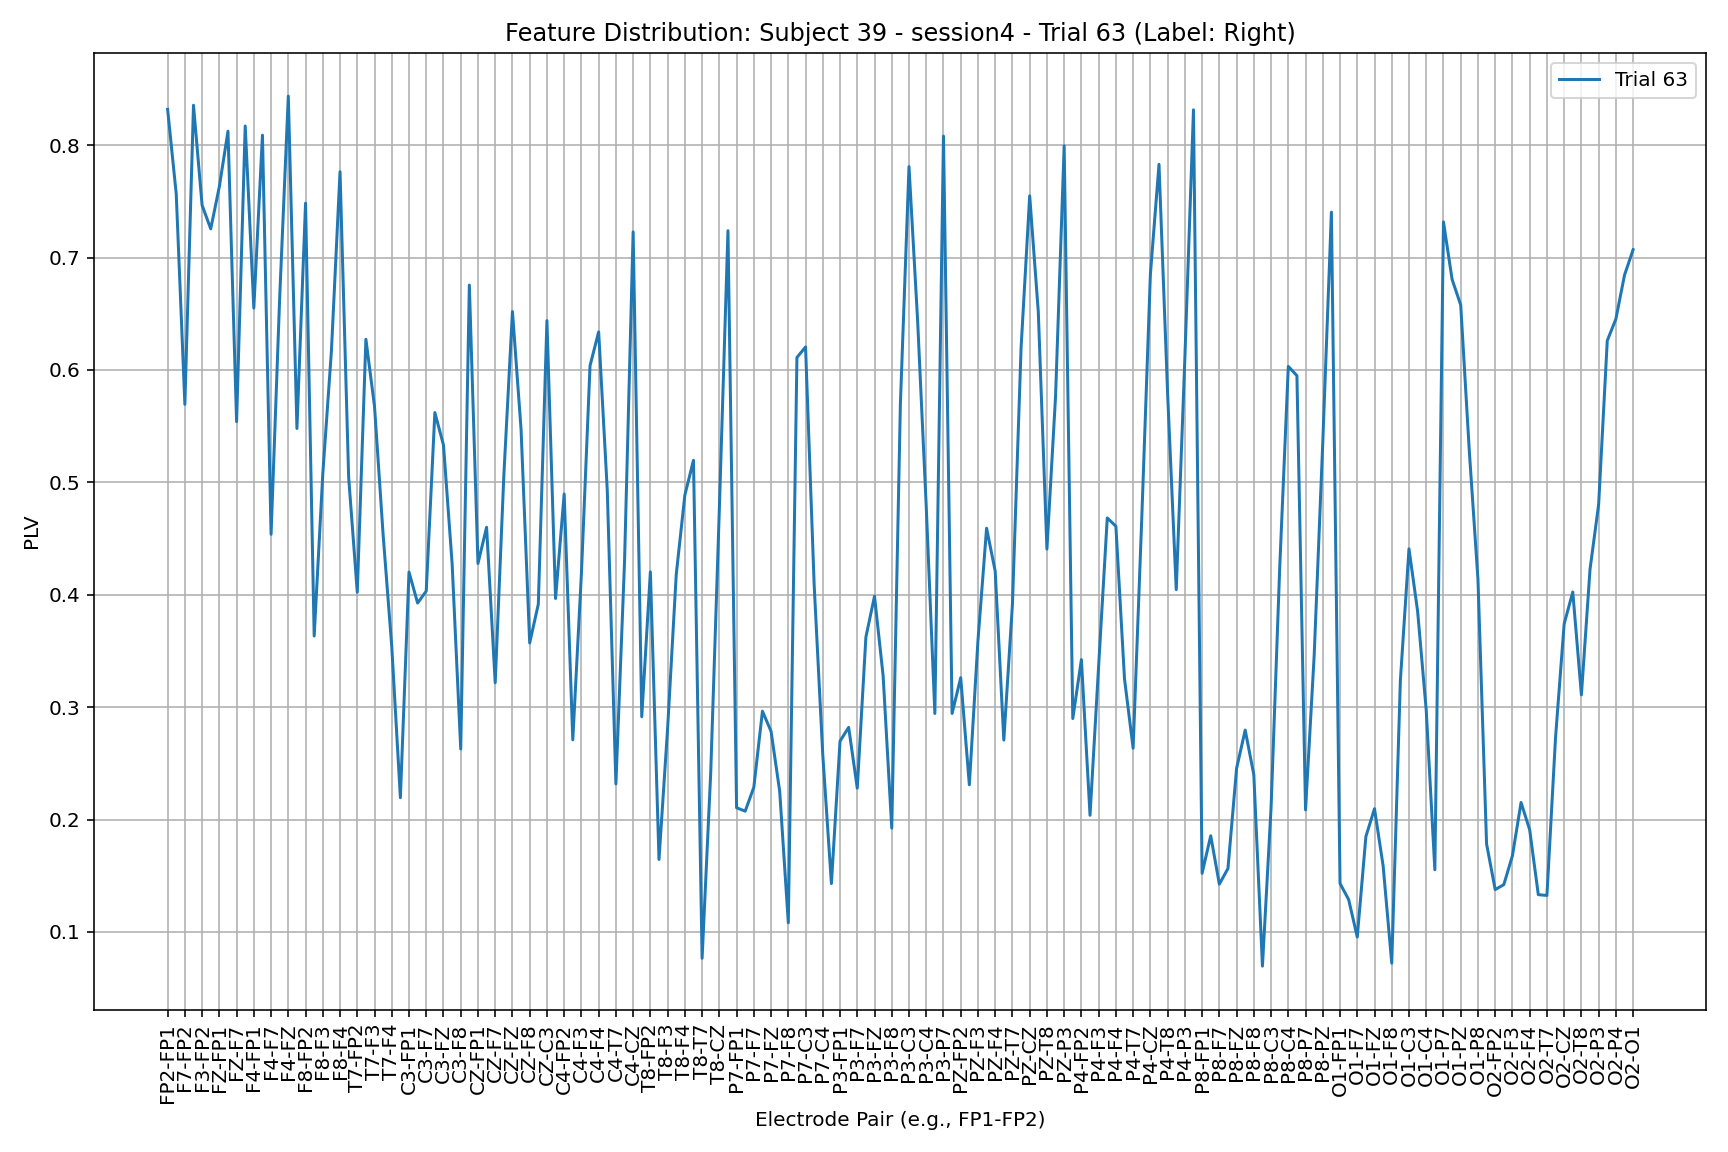 Feature Distribution: Subject 39 - session4 - Trial 63 (Label: Right)
Trial 63
PLV
0.8
0.7
0.6
0.5
0.4
0.3
0.2
0.1
FP2-FP1
F7-FP2
F3-FP2
FZ-FP1
FZ-F7
F4-FP1
F4-F7
F4-FZ
F8-FP2
F8-F3
F8-F4
T7-FP2
T7-F3
T7-F4
C3-FP1
C3-F7
C3-FZ
C3-F8
CZ-FP1
CZ-F7
CZ-FZ
CZ-F8
CZ-C3
C4-FP2
C4-F3
C4-F4
C4-T7
C4-CZ
T8-FP2
T8-F3
T8-F4
T8-T7
T8-CZ
P7-FP1
P7-F7
P7-FZ
P7-F8
P7-C3
P7-C4
P3-FP1
P3-F7
P3-FZ
P3-F8
P3-C3
P3-C4
P3-P7
PZ-FP2
PZ-F3
PZ-F4
PZ-T7
PZ-CZ
PZ-T8
PZ-P3
P4-FP2
P4-F3
P4-F4
P4-T7
P4-CZ
P4-T8
P4-P3
P8-FP1
P8-F7
P8-FZ
P8-F8
P8-C3
P8-C4
P8-P7
P8-PZ
O1-FP1
O1-F7
O1-FZ
O1-F8
O1-C3
O1-C4
O1-P7
O1-PZ
O1-P8
O2-FP2
O2-F3
O2-F4
O2-T7
O2-CZ
O2-T8
O2-P3
O2-P4
O2-O1
Electrode Pair (e.g., FP1-FP2)